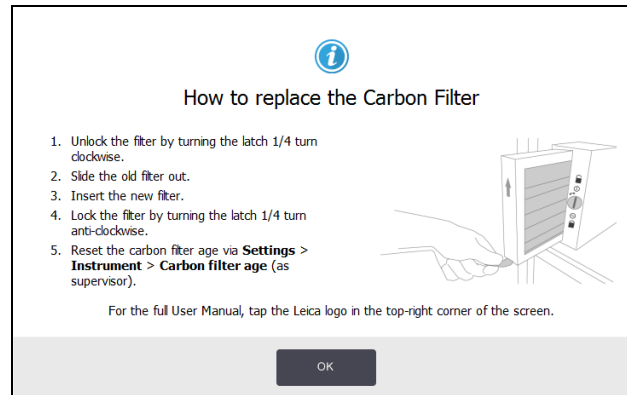 How to replace the Carbon Filter
1. Unlock the filter by turning the latch 1/4 turn
clockwise.
2. Slide the old filter out.
3. Insert the new filter.
4. Lock the filter by turning the latch 1/4 turn
anti-clockwise.
5. Reset the carbon filter age via Settings >
Instrument > Carbon filter age (as
supervisor).
For the full User Manual, tap the Leica logo in the top-right corner of the screen.
OK